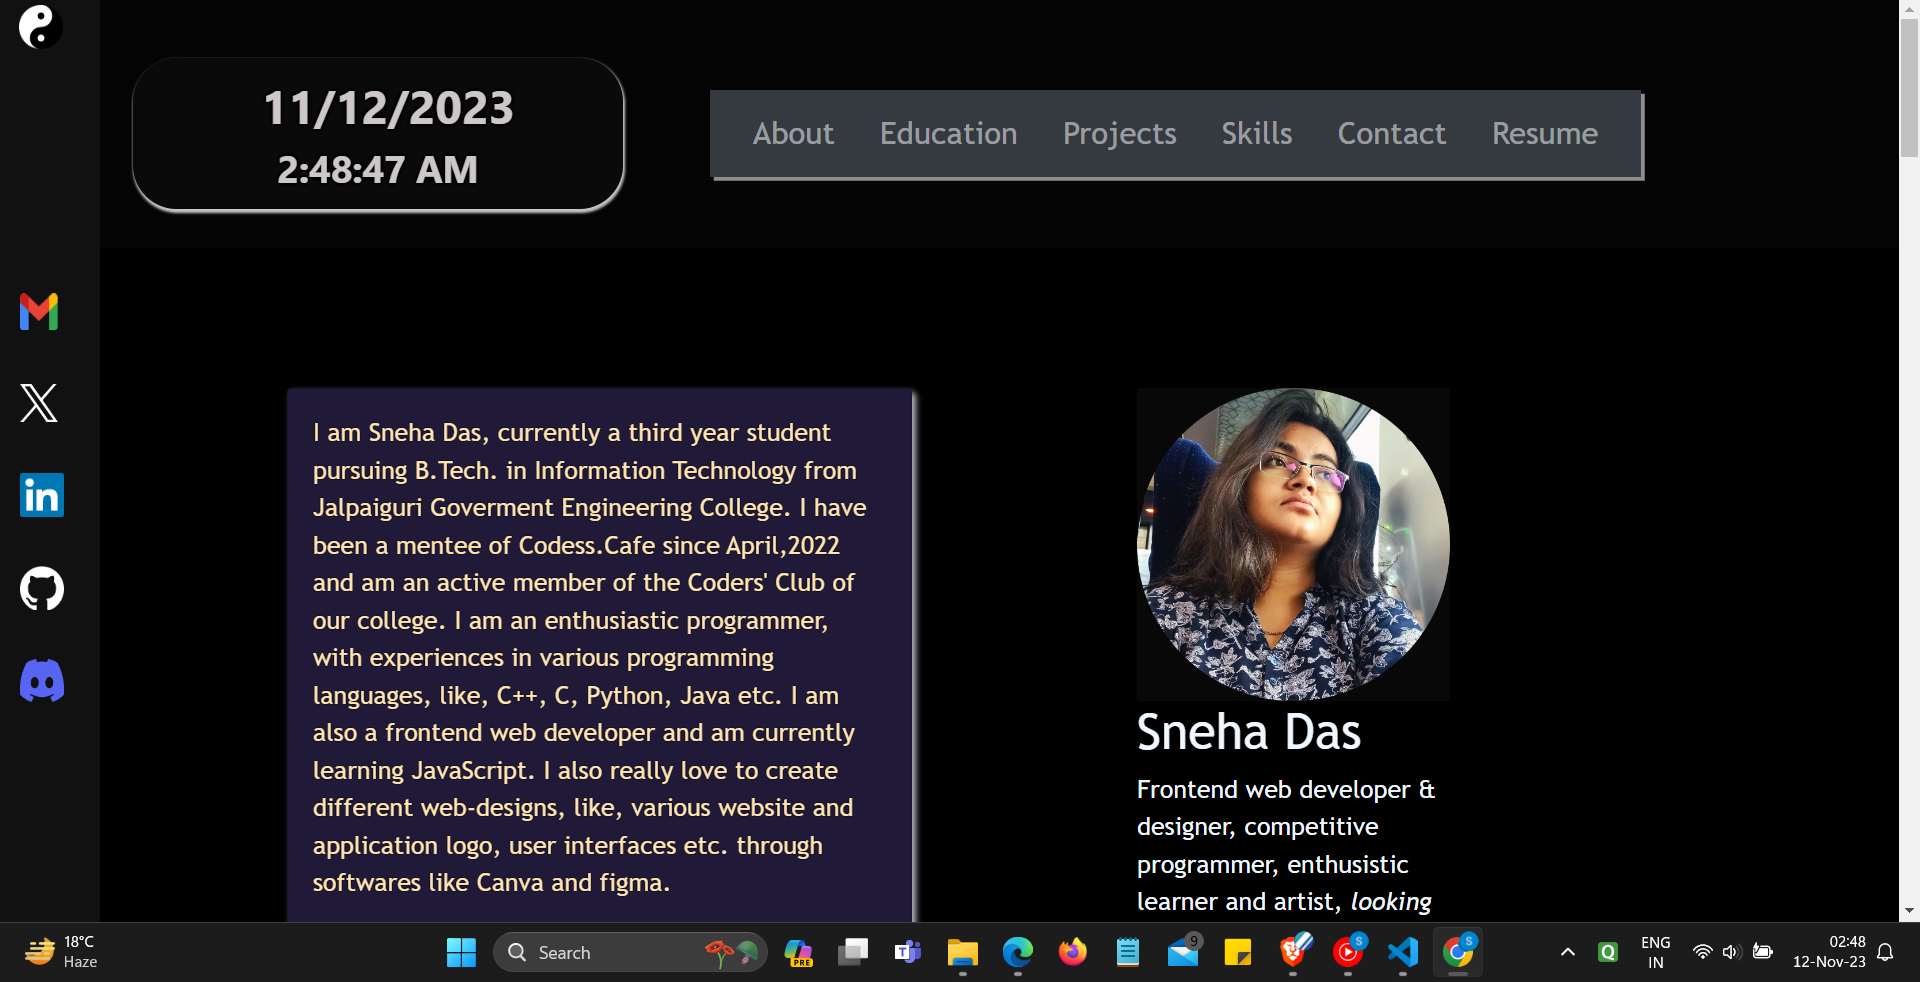 11/12/2023
2:48:47 AM
About Education Projects Skills Contact Resume
I am Sneha Das, currently a third year student
pursuing B.Tech. in Information Technology from
Jalpaiguri Goverment Engineering College. I have
been a mentee of Codess.Cafe since April,2022
and am an active member of the Coders' Club of
our college. I am an enthusiastic programmer,
with experiences in various programming
languages, like, C++, C, Python, Java etc. I am
also a frontend web developer and am currently
learning JavaScript. I also really love to create
different web-designs, like, various website and
application logo, user interfaces etc. through
softwares like Canva and figma.
Sneha Das
Frontend web developer &
designer, competitive
programmer, enthusistic
learner and artist, looking
18°C
Haze
Search
PRE
9
S
S
ENG
IN
02:48
12-Nov-23